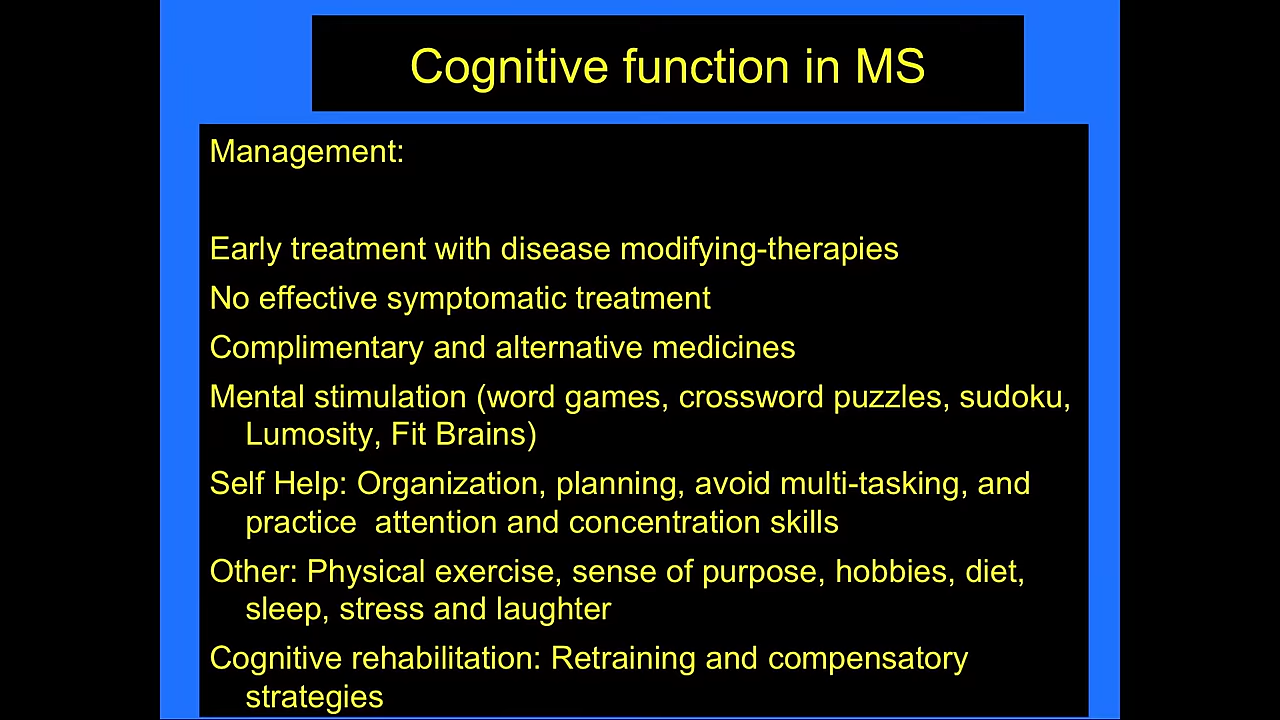 Cognitive function in MS
Management:
Early treatment with disease modifying-therapies
No effective symptomatic treatment
Complimentary and alternative medicines
Mental stimulation (word games, crossword puzzles, sudoku,
Lumosity, Fit Brains)
Self Help: Organization, planning, avoid multi-tasking, and
practice  attention and concentration skills
Other: Physical exercise, sense of purpose, hobbies, diet,
sleep, stress and laughter
Cognitive rehabilitation: Retraining and compensatory
strategies